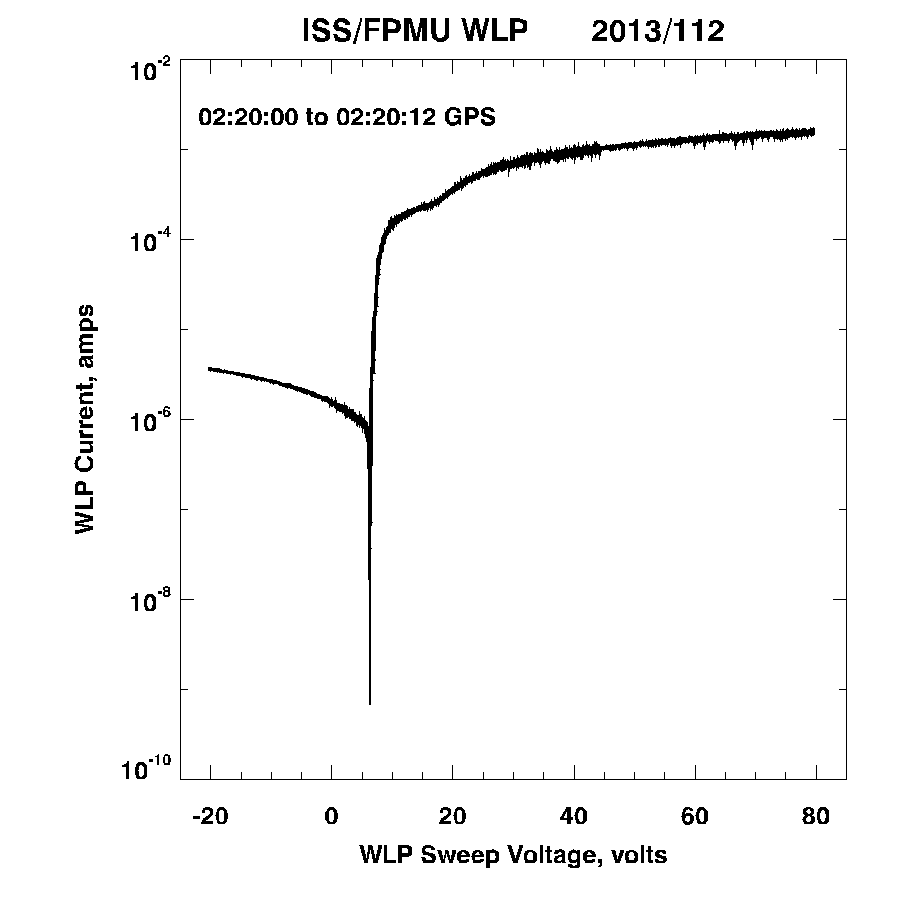 ISS/FPMU WLP 2013/112
02:20:00 to 02:20:12 GPS
10⁻²
10⁻⁴
10⁻⁶
10⁻⁸
10⁻¹⁰
WLP Current, amps
-20 0 20 40 60 80
WLP Sweep Voltage, volts